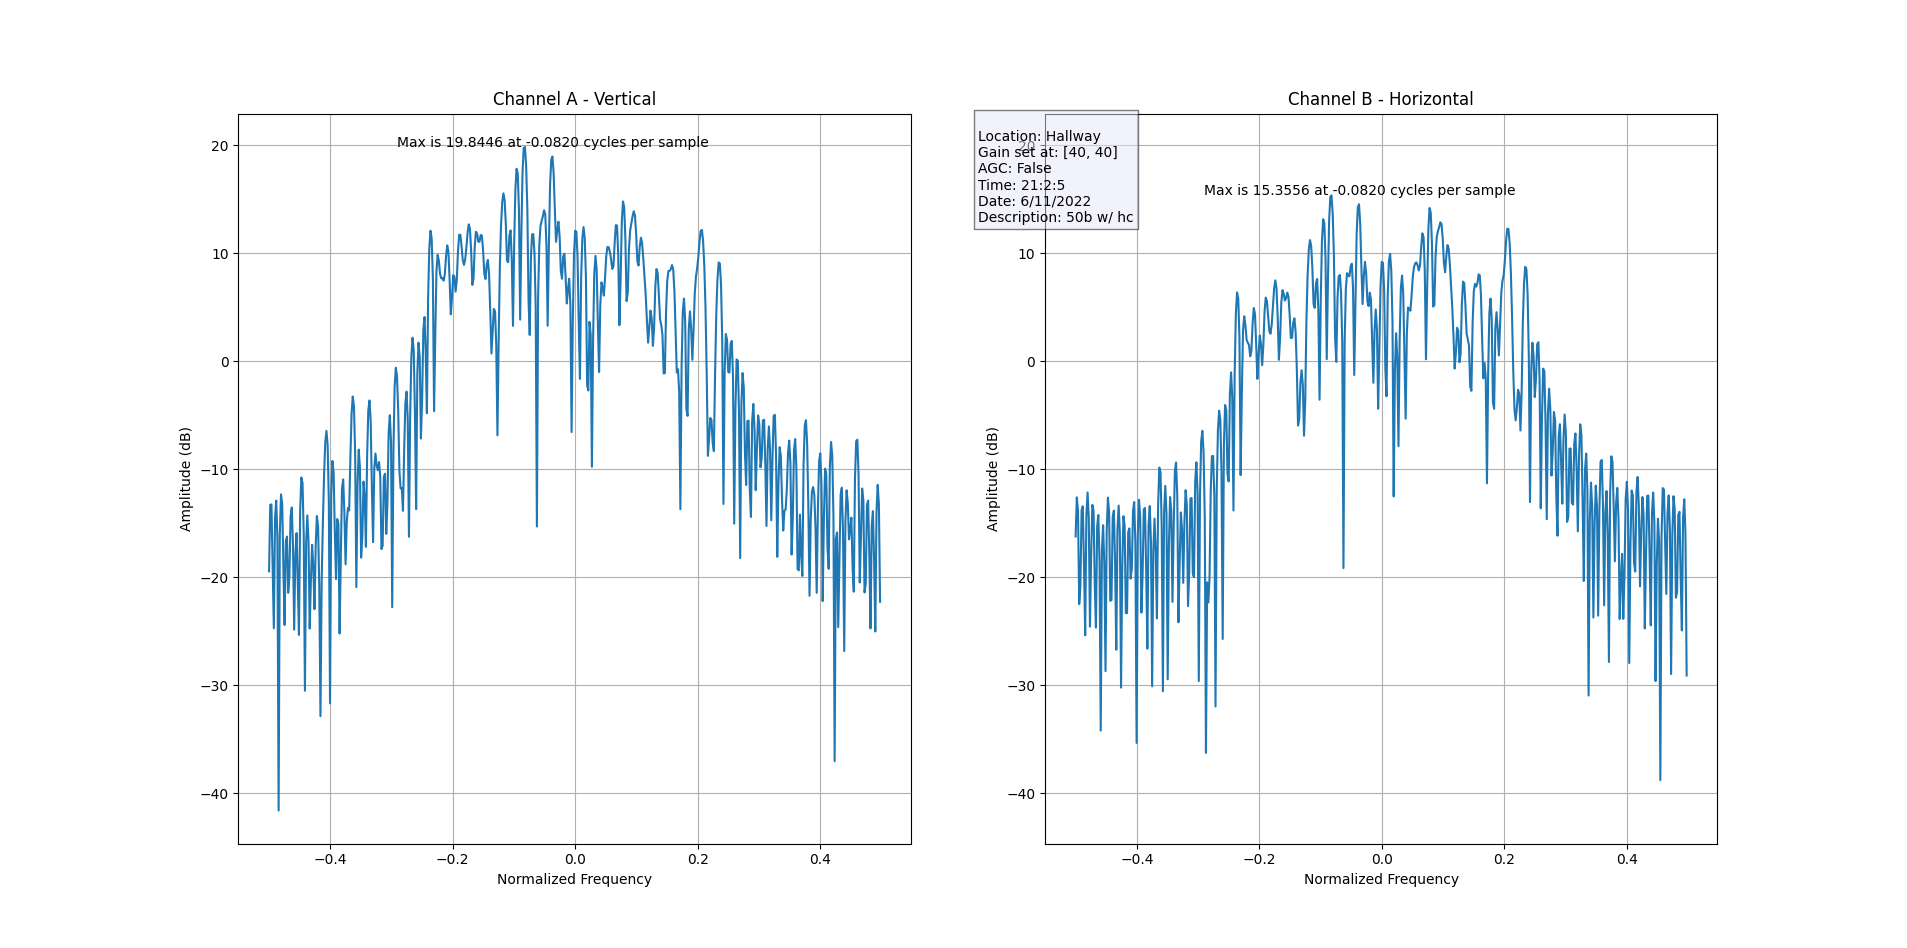 Channel A - Vertical
Max is 19.8446 at -0.0820 cycles per sample
20
10
0
−10
−20
−30
−40
Amplitude (dB)
−0.4 −0.2 0.0 0.2 0.4
Normalized Frequency
Channel B - Horizontal
Location: Hallway
Gain set at: [40, 40]
AGC: False
Time: 21:2:5
Date: 6/11/2022
Description: 50b w/ hc
Max is 15.3556 at -0.0820 cycles per sample
20
10
0
−10
−20
−30
−40
Amplitude (dB)
−0.4 −0.2 0.0 0.2 0.4
Normalized Frequency